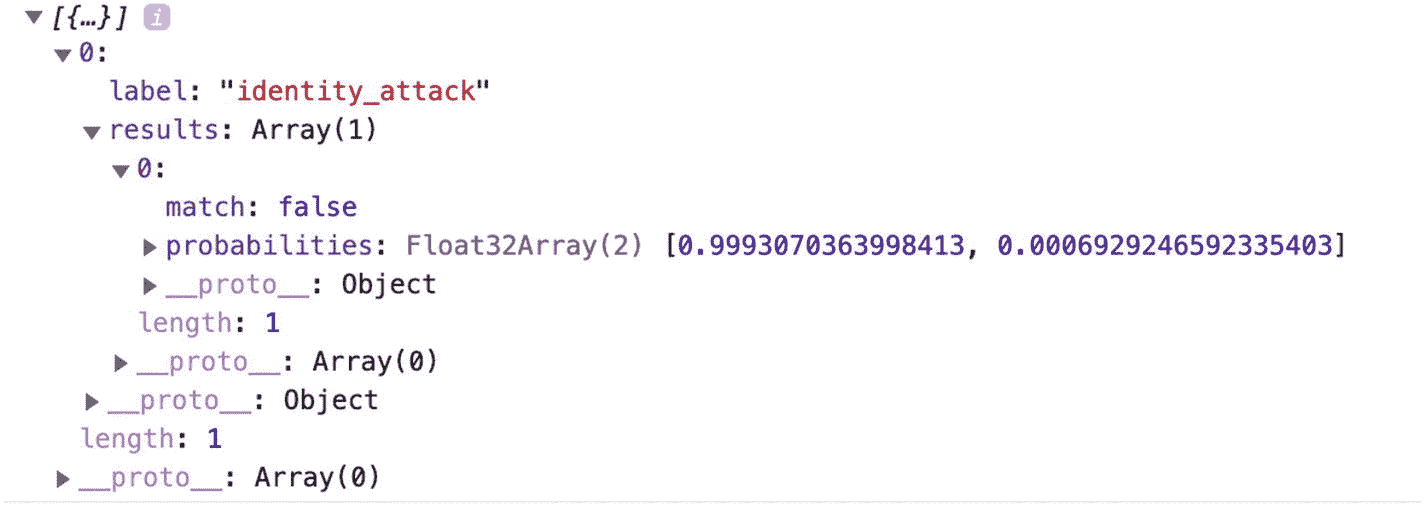 [{…}] i
0:
label: "identity_attack"
results: Array(1)
0:
match: false
probabilities: Float32Array(2) [0.9993070363998413, 0.0006929246592335403]
__proto__: Object
length: 1
__proto__: Array(0)
__proto__: Object
length: 1
__proto__: Array(0)